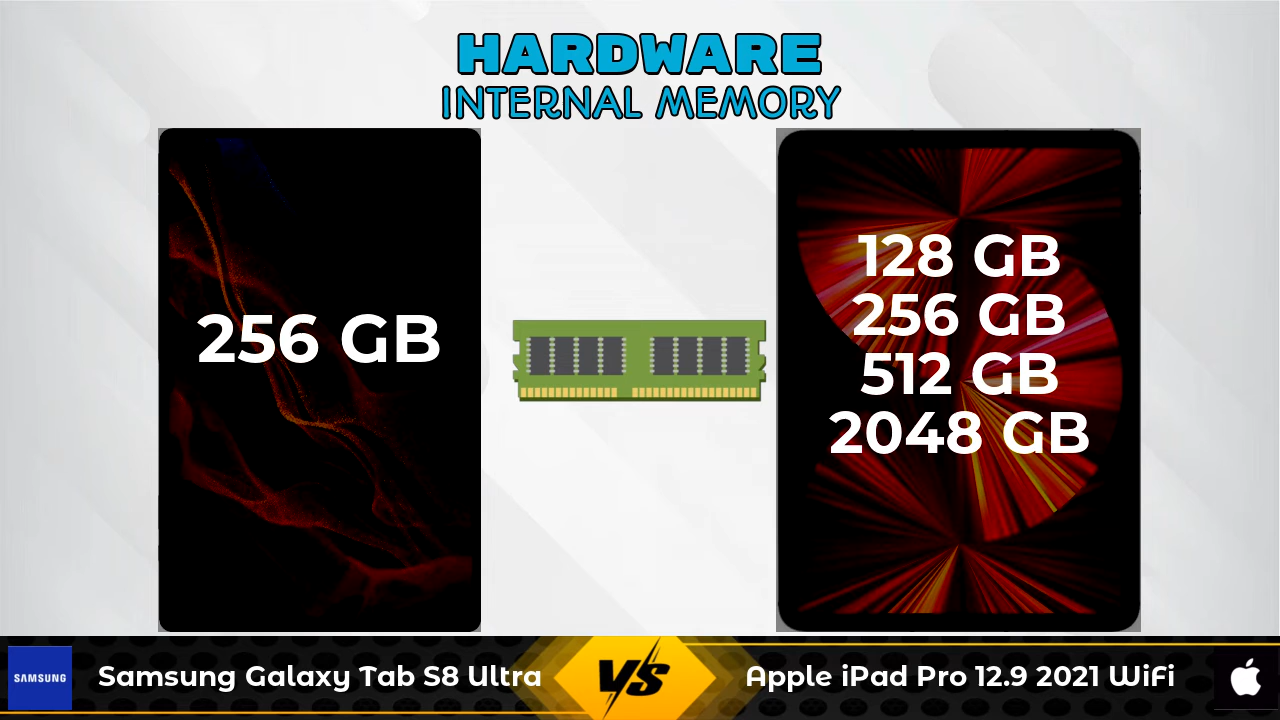 HARDWARE
INTERNAL MEMORY
256 GB
128 GB
256 GB
512 GB
2048 GB
SAMSUNG
Samsung Galaxy Tab S8 Ultra
VS
Apple iPad Pro 12.9 2021 WiFi